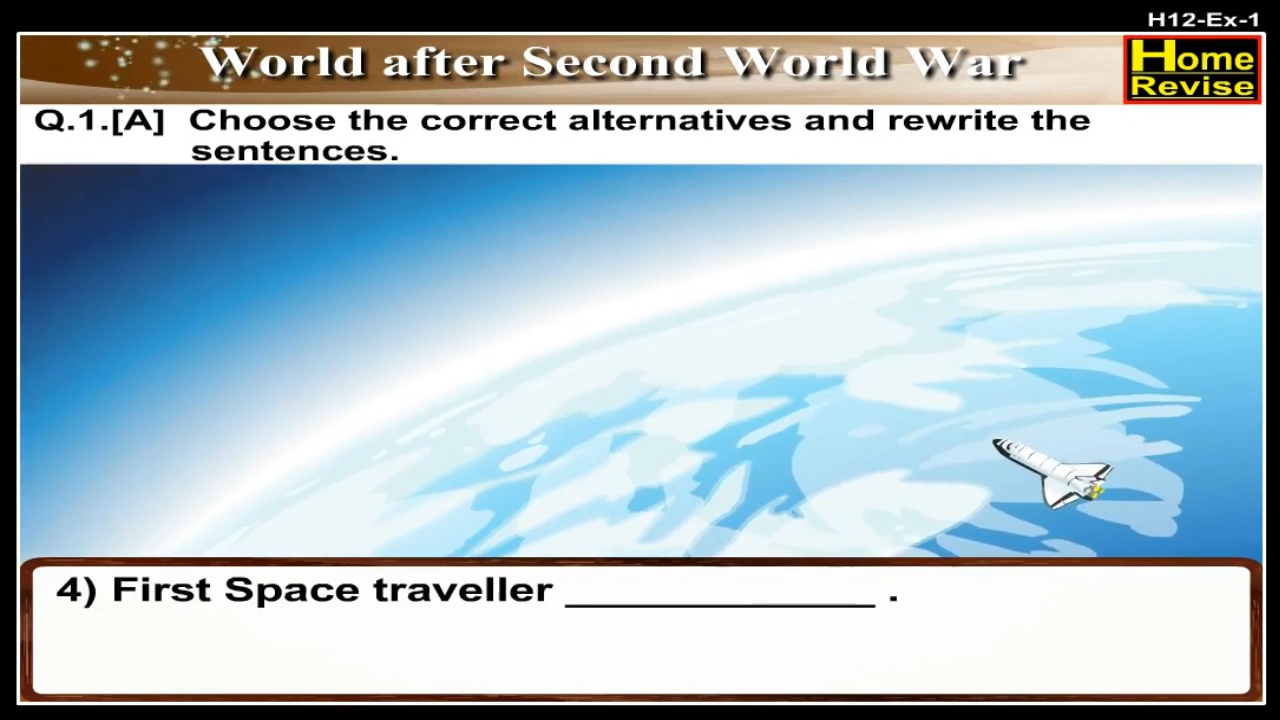 H12-Ex-1
World after Second World War
Home
Revise
Q.1.[A] Choose the correct alternatives and rewrite the
sentences.
4) First Space traveller ______________ .